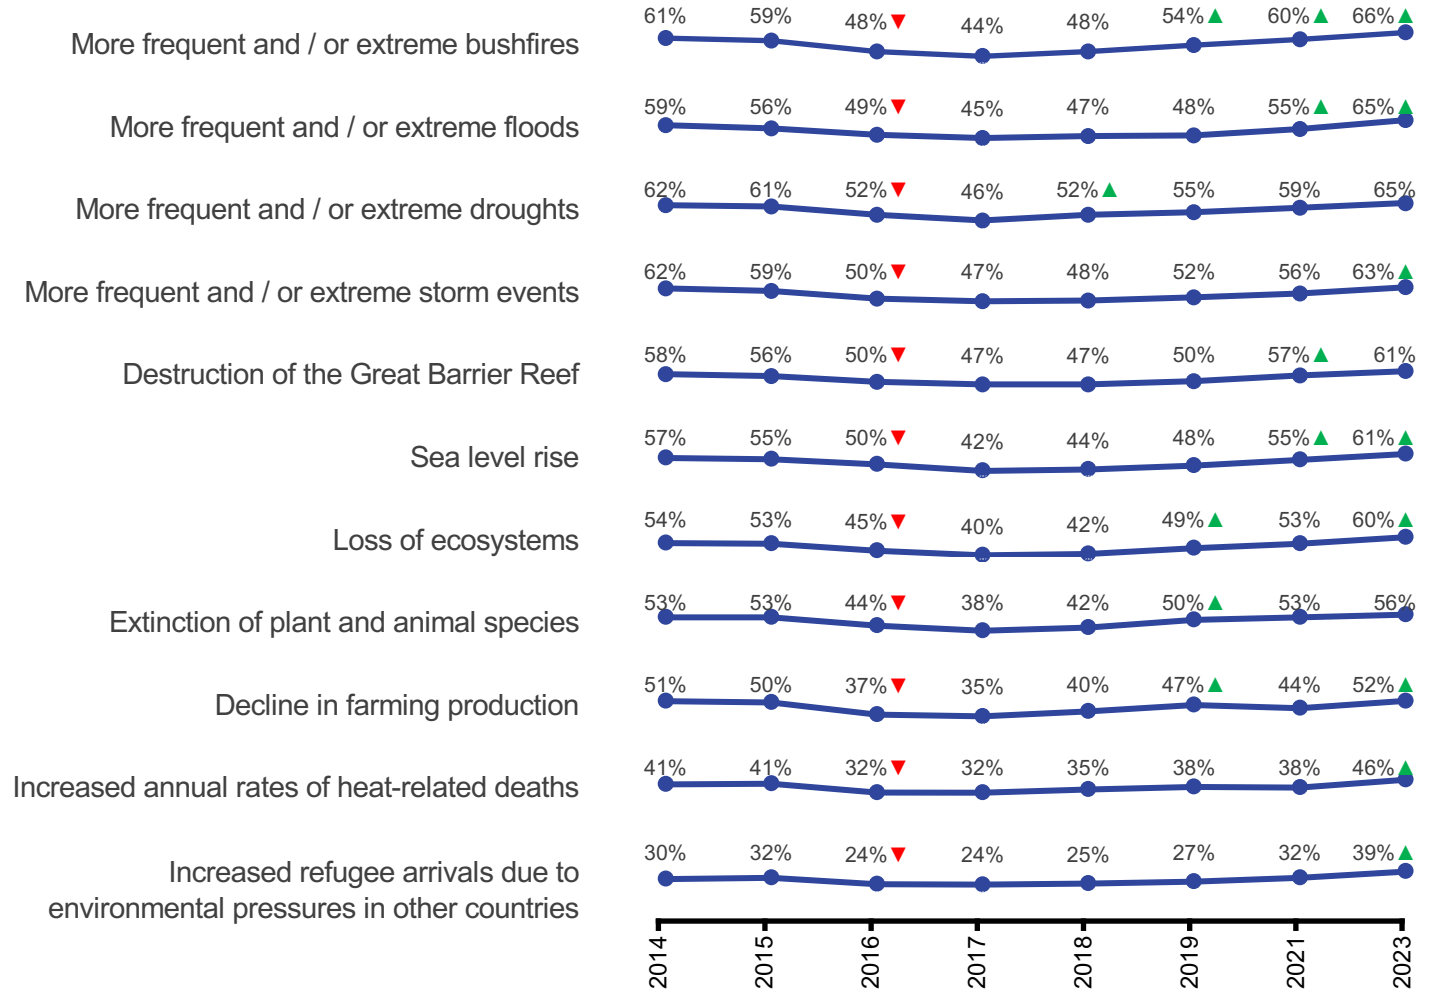 61% 59% 48% ▼ 44% 48% 54% ▲ 60% ▲ 66% ▲
More frequent and / or extreme bushfires
59% 56% 49% ▼ 45% 47% 48% 55% ▲ 65% ▲
More frequent and / or extreme floods
62% 61% 52% ▼ 46% 52% ▲ 55% 59% 65%
More frequent and / or extreme droughts
62% 59% 50% ▼ 47% 48% 52% 56% 63% ▲
More frequent and / or extreme storm events
58% 56% 50% ▼ 47% 47% 50% 57% ▲ 61%
Destruction of the Great Barrier Reef
57% 55% 50% ▼ 42% 44% 48% 55% ▲ 61% ▲
Sea level rise
54% 53% 45% ▼ 40% 42% 49% ▲ 53% 60% ▲
Loss of ecosystems
53% 53% 44% ▼ 38% 42% 50% ▲ 53% 56%
Extinction of plant and animal species
51% 50% 37% ▼ 35% 40% 47% ▲ 44% 52% ▲
Decline in farming production
41% 41% 32% ▼ 32% 35% 38% 38% 46% ▲
Increased annual rates of heat-related deaths
30% 32% 24% ▼ 24% 25% 27% 32% 39% ▲
Increased refugee arrivals due to
environmental pressures in other countries
2014 2015 2016 2017 2018 2019 2021 2023